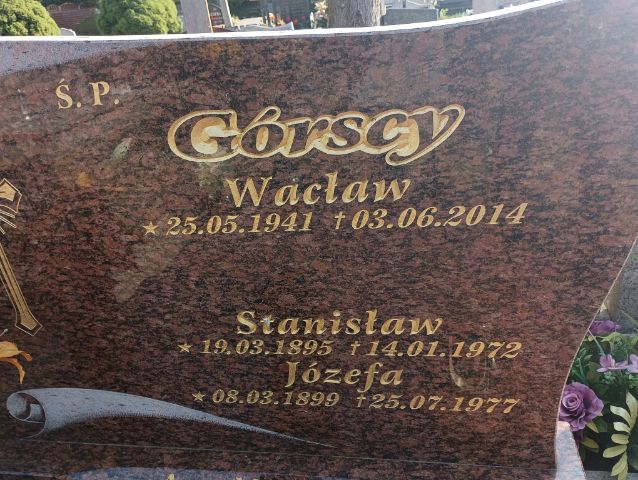 Ś. P.
Górscy
Wacław
★ 25.05.1941 † 03.06.2014
Stanisław
★ 19.03.1895 † 14.01.1972
Józefa
★ 08.03.1899 † 25.07.1977